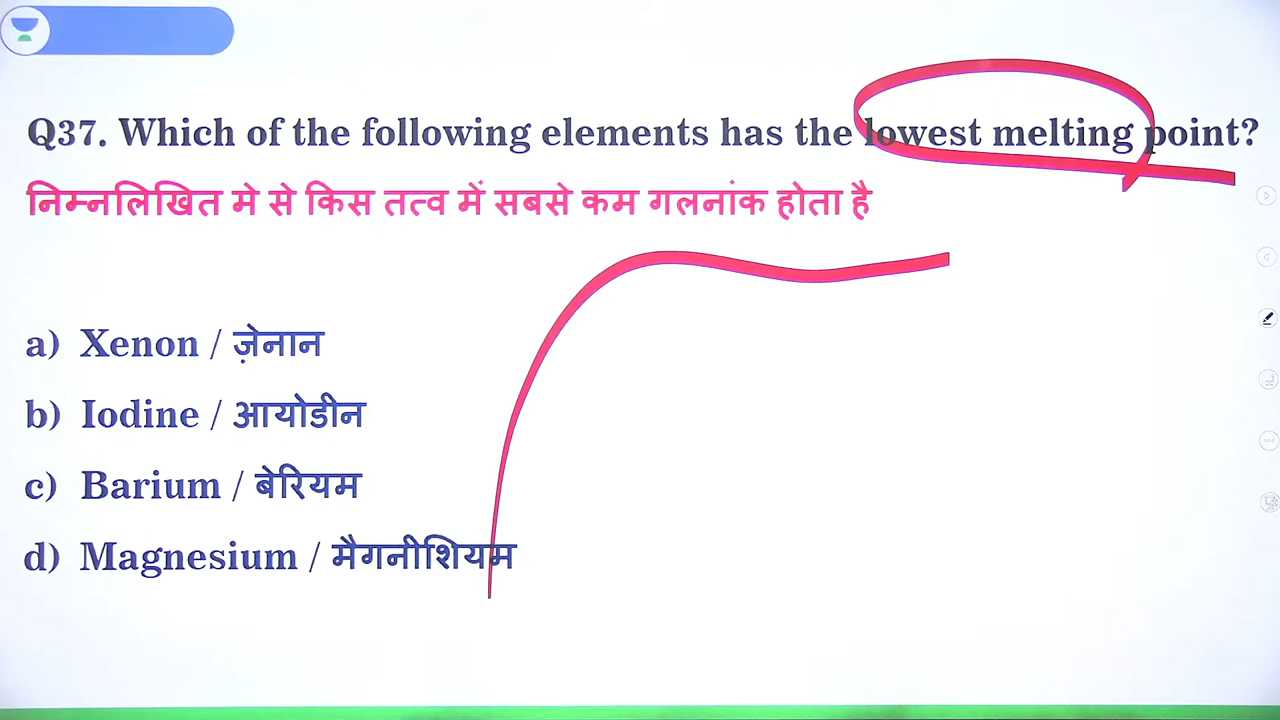 Q37. Which of the following elements has the lowest melting point?
निम्नलिखित मे से किस तत्व में सबसे कम गलनांक होता है
a) Xenon / ज़ेनान
b) Iodine / आयोडीन
c) Barium / बेरियम
d) Magnesium / मैगनीशियम